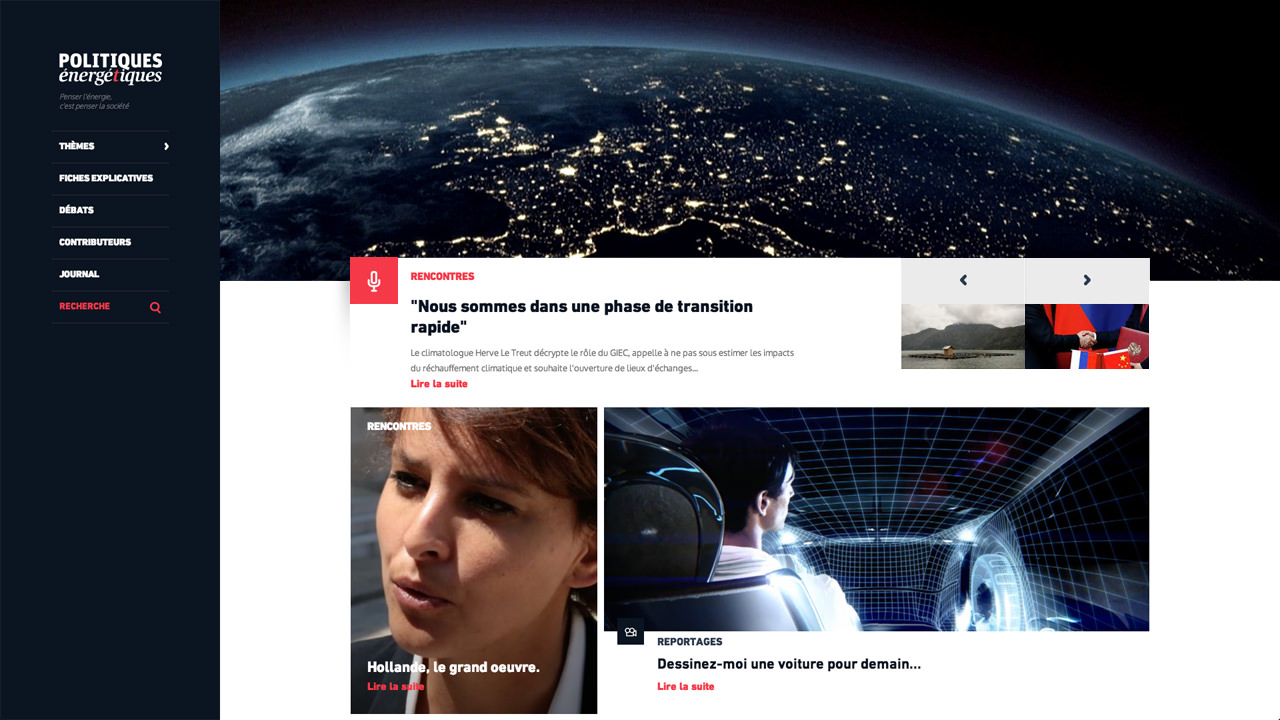 POLITIQUES
énergétiques
Penser l'énergie,
c'est penser la société
THÈMES
FICHES EXPLICATIVES
DÉBATS
CONTRIBUTEURS
JOURNAL
RECHERCHE
RENCONTRES
"Nous sommes dans une phase de transition
rapide"
Le climatologue Herve Le Treut décrypte le rôle du GIEC, appelle à ne pas sous estimer les impacts
du réchauffement climatique et souhaite l'ouverture de lieux d'échanges...
Lire la suite
RENCONTRES
Hollande, le grand oeuvre.
Lire la suite
REPORTAGES
Dessinez-moi une voiture pour demain...
Lire la suite